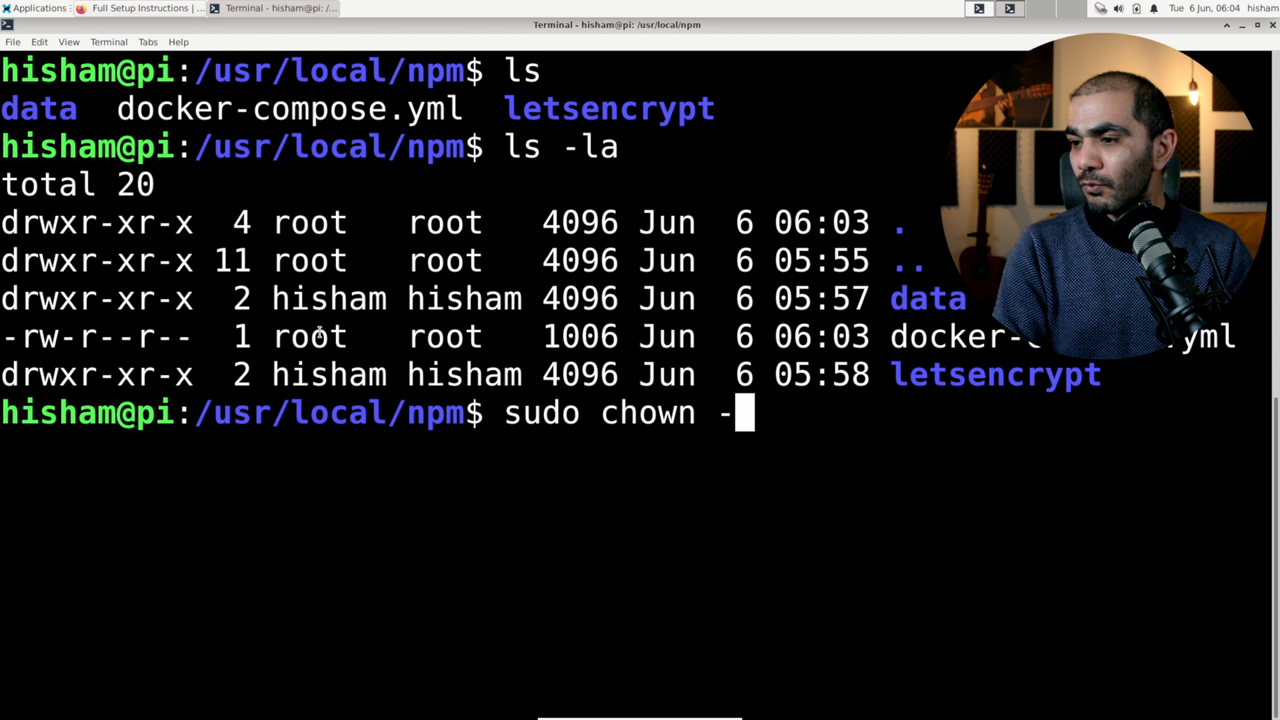 Applications Full Setup Instructions | ... Terminal - hisham@pi: /... Tue 6 Jun, 06:04 hisham
Terminal - hisham@pi: /usr/local/npm
File Edit View Terminal Tabs Help
hisham@pi:/usr/local/npm$ ls
data docker-compose.yml letsencrypt
hisham@pi:/usr/local/npm$ ls -la
total 20
drwxr-xr-x 4 root root 4096 Jun 6 06:03 .
drwxr-xr-x 11 root root 4096 Jun 6 05:55 ..
drwxr-xr-x 2 hisham hisham 4096 Jun 6 05:57 data
-rw-r--r-- 1 root root 1006 Jun 6 06:03
drwxr-xr-x 2 hisham hisham 4096 Jun 6 05:58 letsencrypt
hisham@pi:/usr/local/npm$ sudo chown -